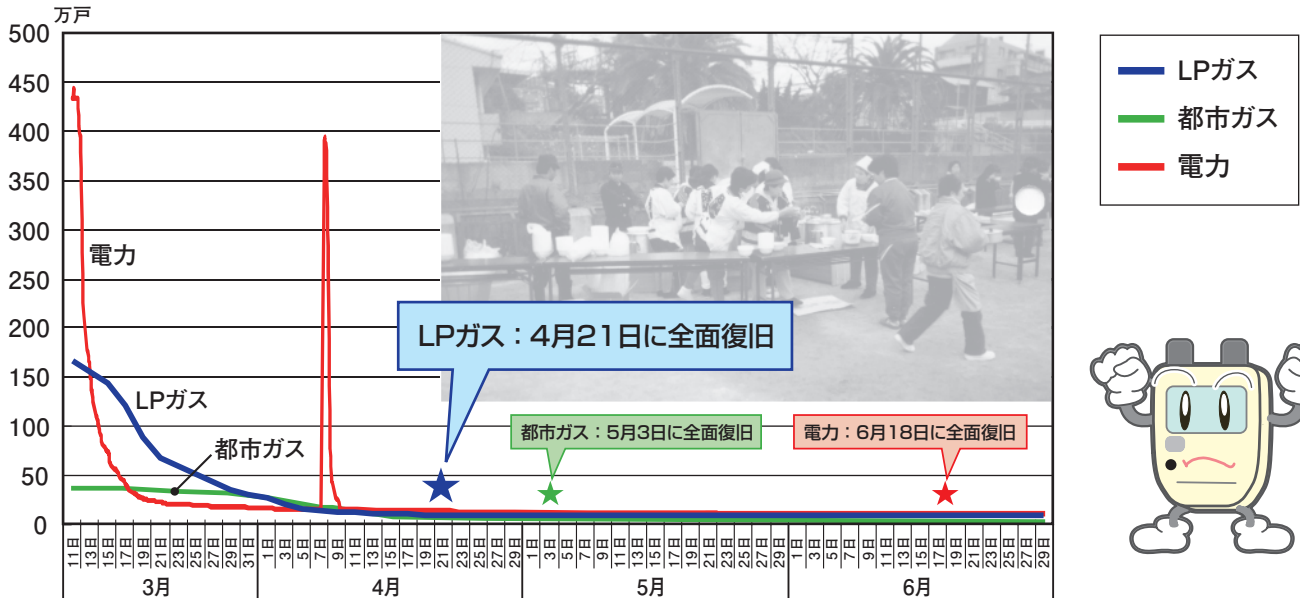 万戸
500
450
400
350
300
250
200
150
100
50
0
電力
LPガス
都市ガス
LPガス：4月21日に全面復旧
都市ガス：5月3日に全面復旧
電力：6月18日に全面復旧
11日 13日 15日 17日 19日 21日 23日 25日 27日 29日 31日 1日 3日 5日 7日 9日 11日 13日 15日 17日 19日 21日 23日 25日 27日 29日 1日 3日 5日 7日 9日 11日 13日 15日 17日 19日 21日 23日 25日 27日 29日 1日 3日 5日 7日 9日 11日 13日 15日 17日 19日 21日 23日 25日 27日 29日
3月 4月 5月 6月
LPガス
都市ガス
電力